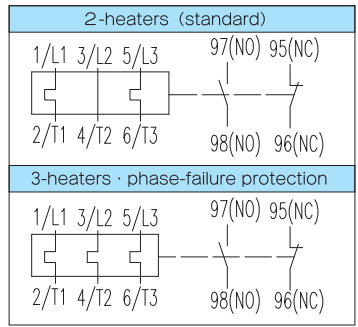 2-heaters (standard)
1/L1 3/L2 5/L3 97(NO) 95(NC)
2/T1 4/T2 6/T3 98(NO) 96(NC)
3-heaters · phase-failure protection
1/L1 3/L2 5/L3 97(NO) 95(NC)
2/T1 4/T2 6/T3 98(NO) 96(NC)